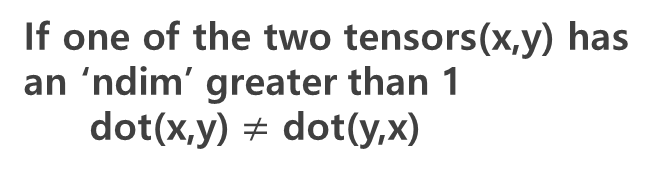 If one of the two tensors(x,y) has
an ‘ndim’ greater than 1
dot(x,y) ≠ dot(y,x)